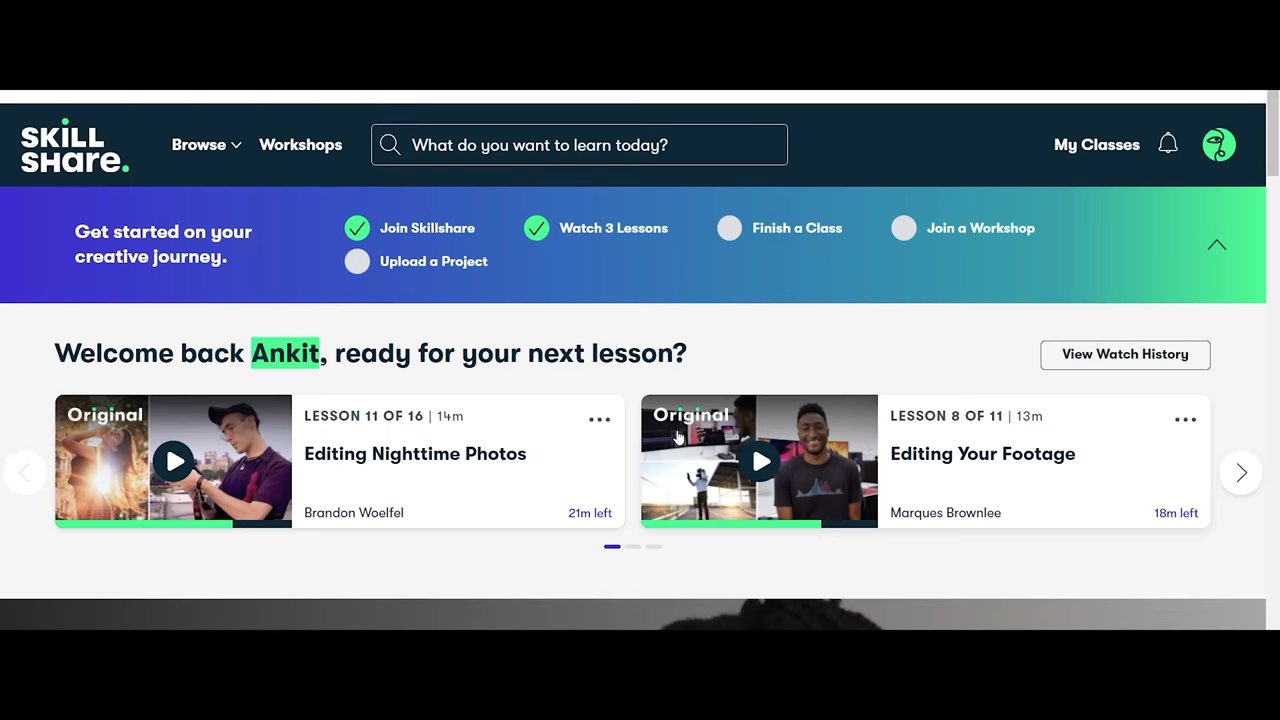 SKILL
SHARE.
Browse
Workshops
What do you want to learn today?
My Classes
Get started on your
creative journey.
Join Skillshare
Watch 3 Lessons
Finish a Class
Join a Workshop
Upload a Project
Welcome back Ankit, ready for your next lesson?
View Watch History
Original
LESSON 11 OF 16 | 14m
Editing Nighttime Photos
Brandon Woelfel
21m left
Original
LESSON 8 OF 11 | 13m
Editing Your Footage
Marques Brownlee
18m left